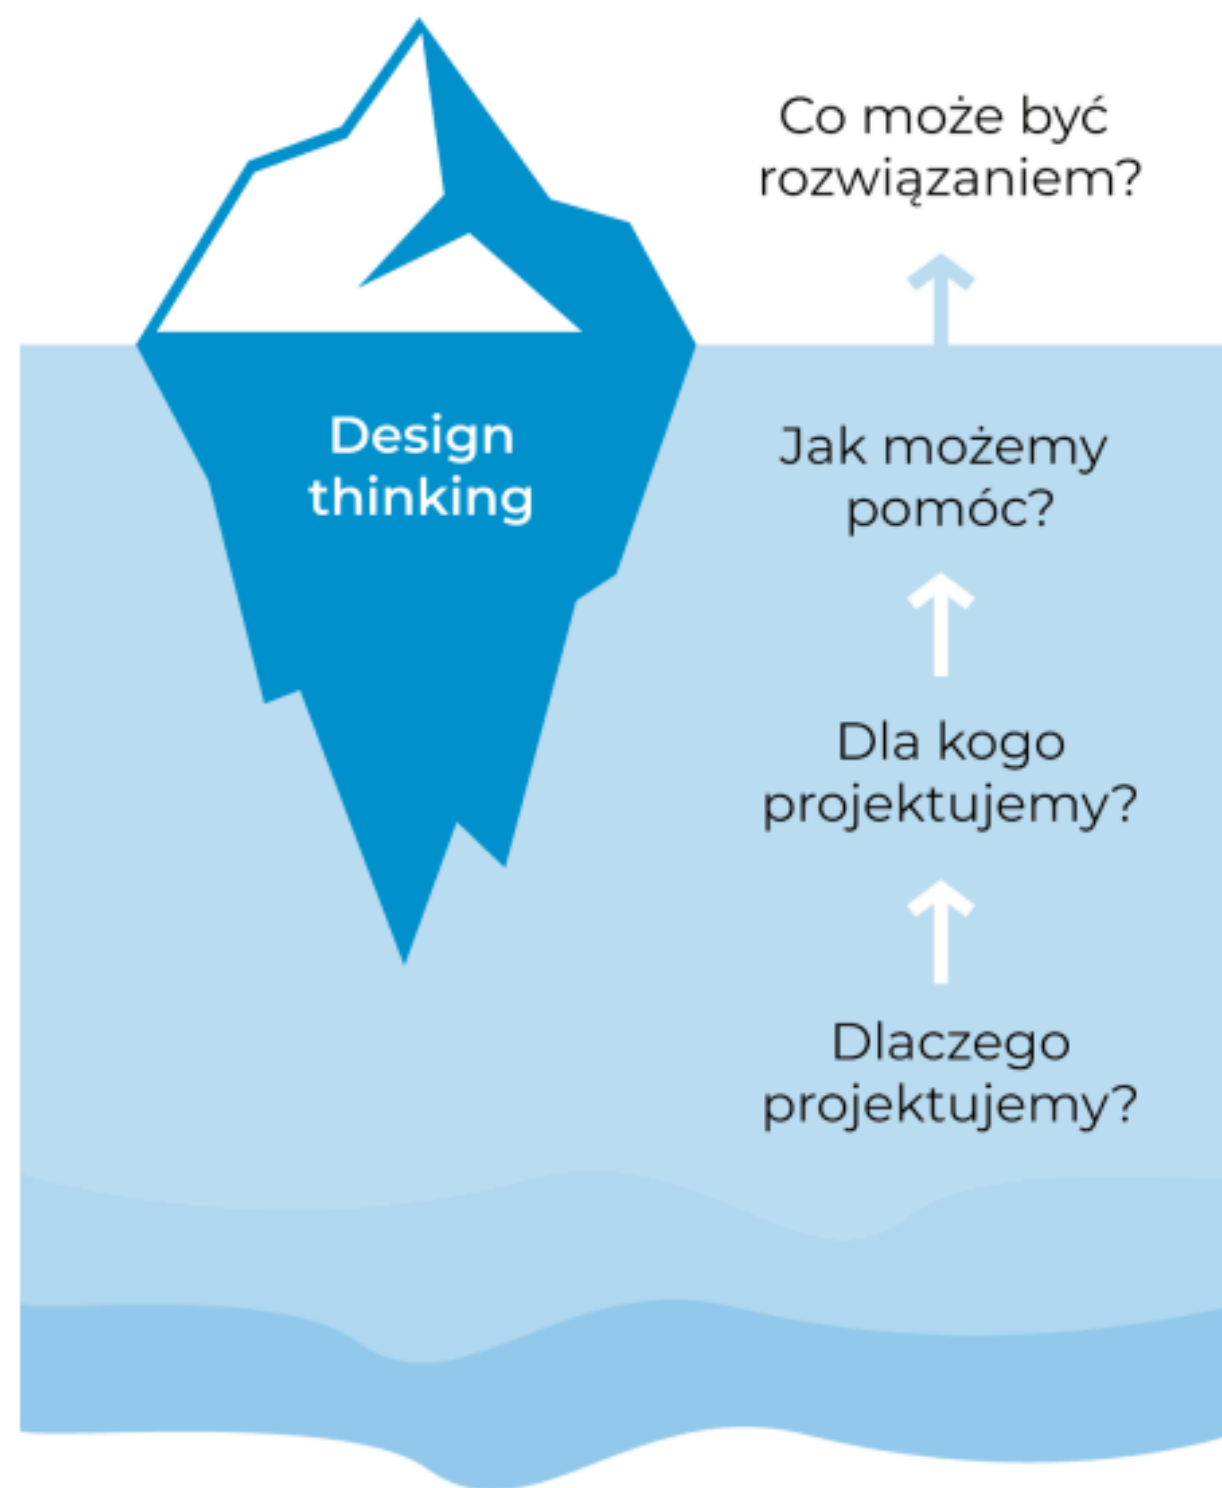 Co może być
rozwiązaniem?
Design
thinking
Jak możemy
pomóc?
Dla kogo
projektujemy?
Dlaczego
projektujemy?